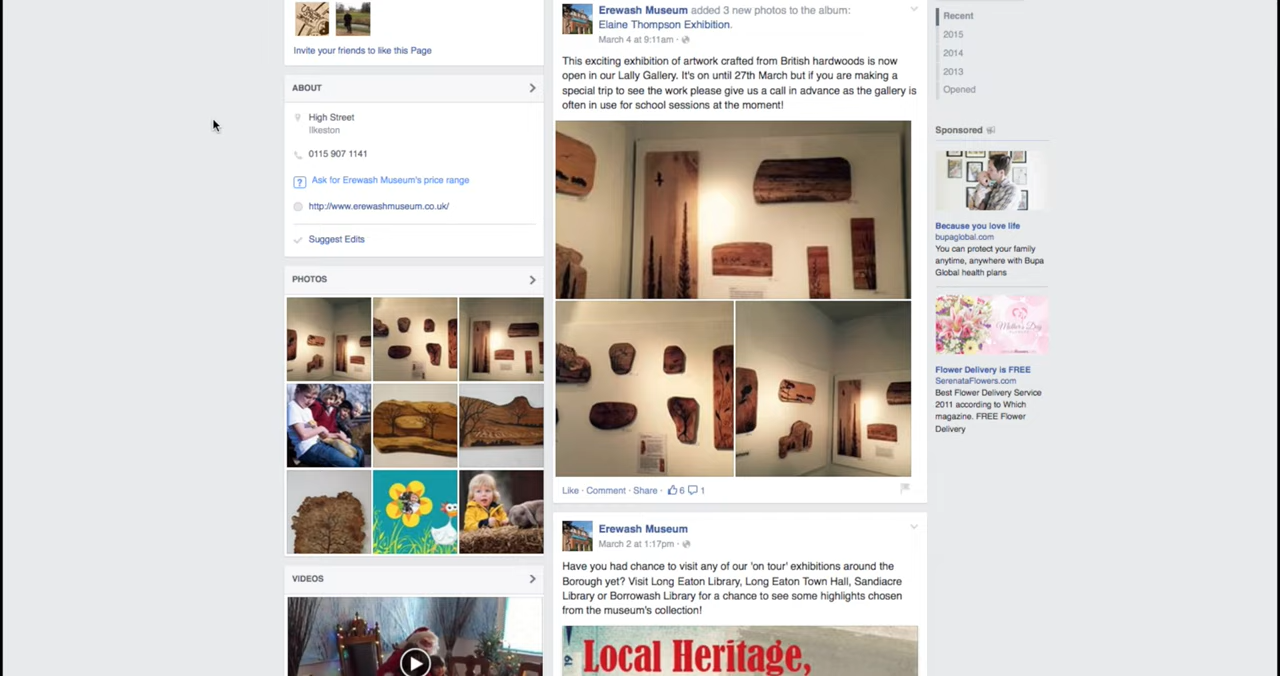 Invite your friends to like this Page
ABOUT
High Street
Ilkeston
0115 907 1141
? Ask for Erewash Museum's price range
http://www.erewashmuseum.co.uk/
Suggest Edits
PHOTOS
VIDEOS
Erewash Museum added 3 new photos to the album:
Elaine Thompson Exhibition.
March 4 at 9:11am ·
This exciting exhibition of artwork crafted from British hardwoods is now
open in our Lally Gallery. It's on until 27th March but if you are making a
special trip to see the work please give us a call in advance as the gallery is
often in use for school sessions at the moment!
Like · Comment · Share · 6 1
Erewash Museum
March 2 at 1:17pm ·
Have you had chance to visit any of our 'on tour' exhibitions around the
Borough yet? Visit Long Eaton Library, Long Eaton Town Hall, Sandiacre
Library or Borrowash Library for a chance to see some highlights chosen
from the museum's collection!
Local Heritage,
Recent
2015
2014
2013
Opened
Sponsored
Because you love life
bupaglobal.com
You can protect your family
anytime, anywhere with Bupa
Global health plans
Mother's Day
Flower Delivery is FREE
SerenataFlowers.com
Best Flower Delivery Service
2011 according to Which
magazine. FREE Flower
Delivery